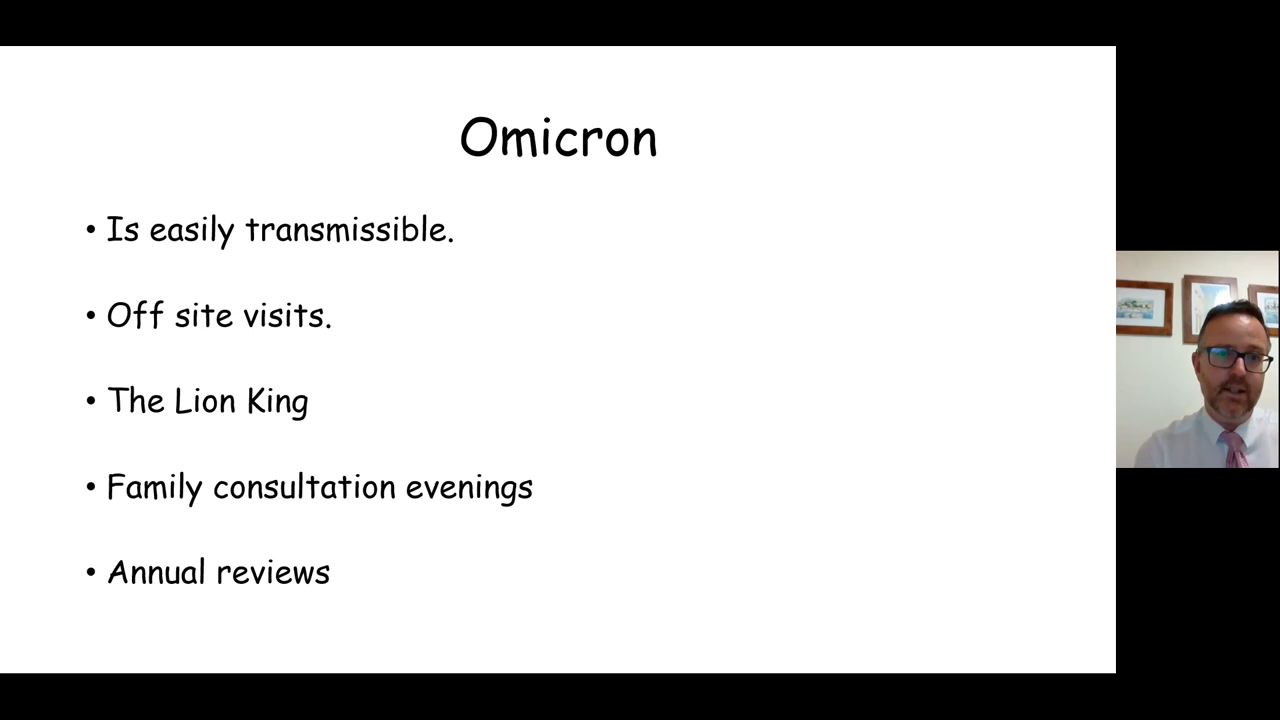 Omicron
• Is easily transmissible.
• Off site visits.
• The Lion King
• Family consultation evenings
• Annual reviews